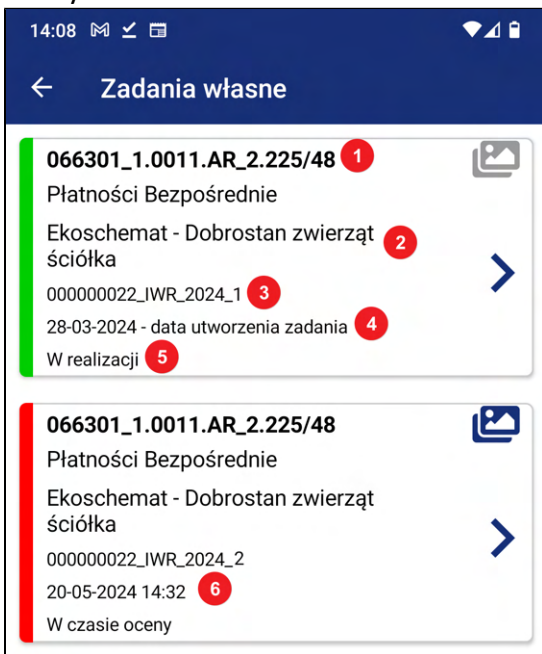 14:08
Zadania własne
066301_1.0011.AR_2.225/48 1
Płatności Bezpośrednie
Ekoschemat - Dobrostan zwierząt 2
ściółka
000000022_IWR_2024_1 3
28-03-2024 - data utworzenia zadania 4
W realizacji 5
066301_1.0011.AR_2.225/48
Płatności Bezpośrednie
Ekoschemat - Dobrostan zwierząt
ściółka
000000022_IWR_2024_2
20-05-2024 14:32 6
W czasie oceny